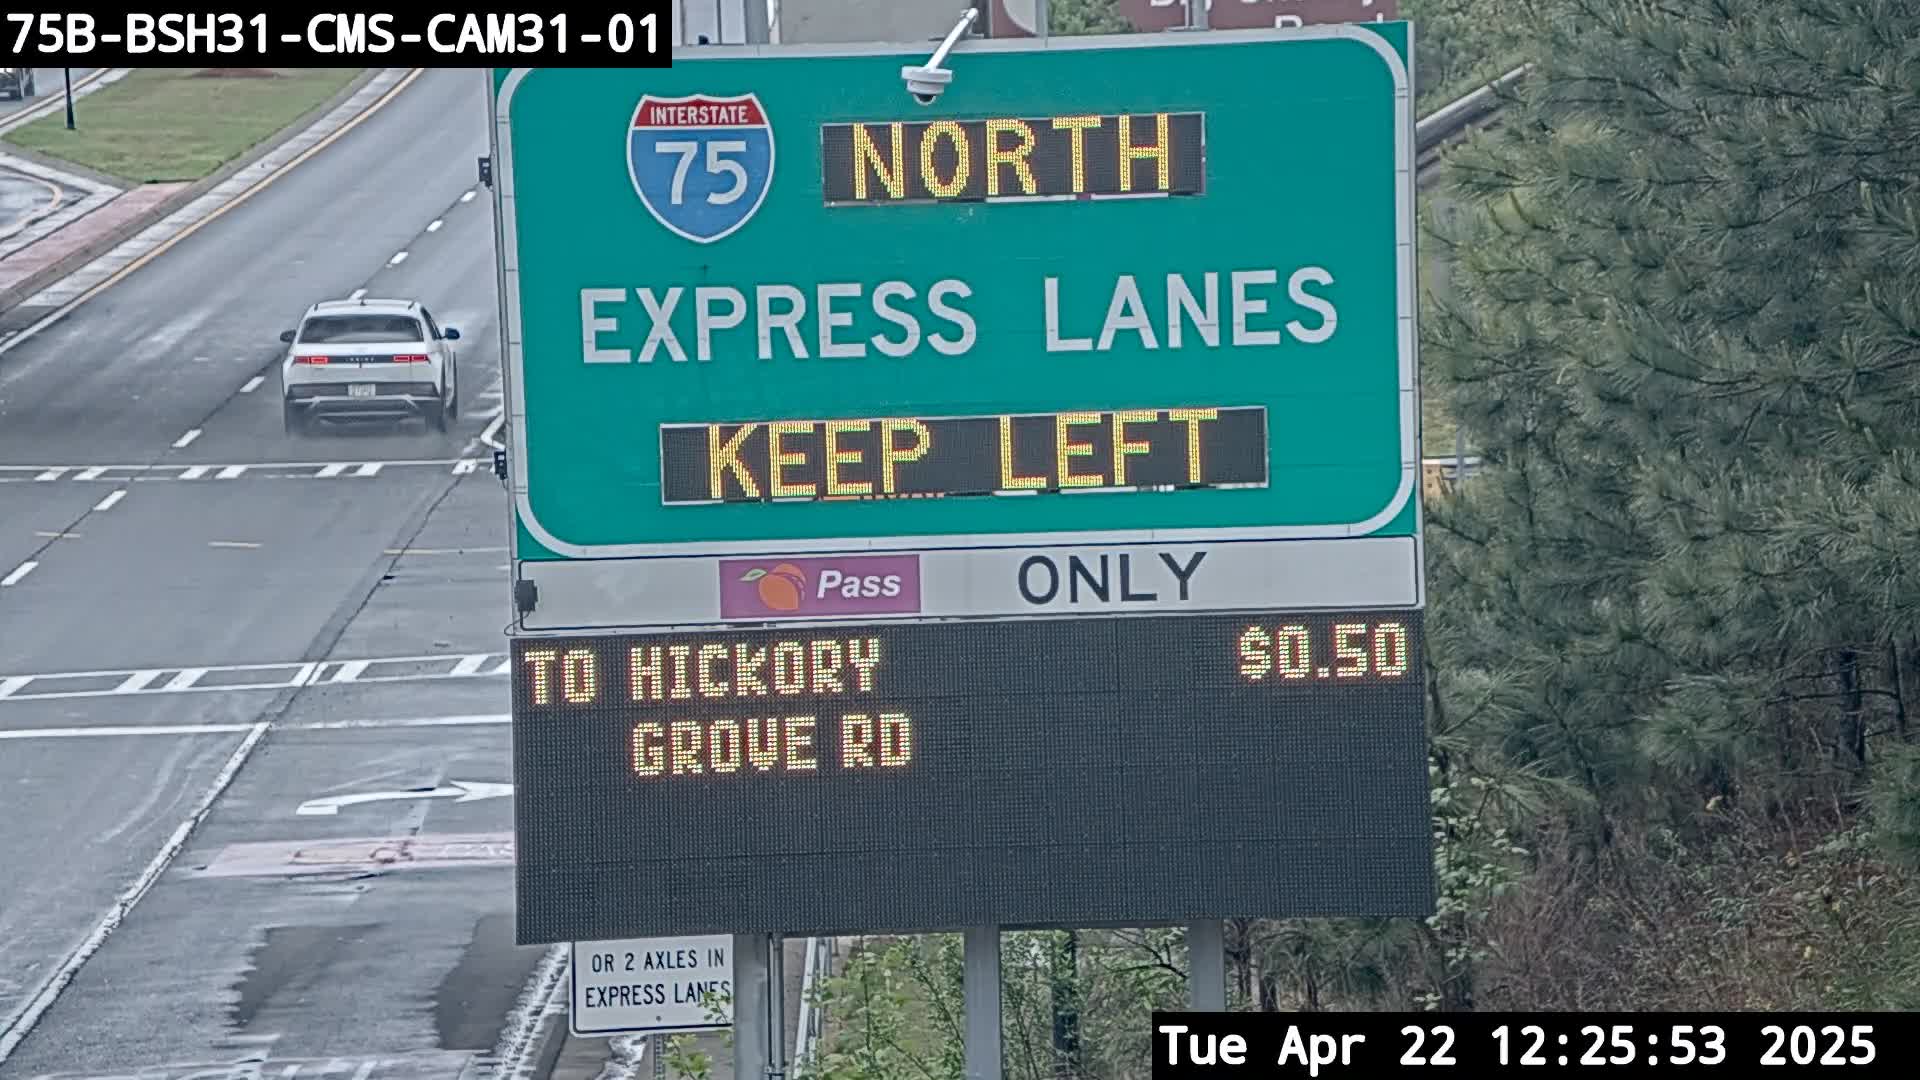 75B-BSH31-CMS-CAM31-01
INTERSTATE
75
NORTH
EXPRESS LANES
KEEP LEFT
Pass
ONLY
TO HICKORY $0.50
GROVE RD
OR 2 AXLES IN
EXPRESS LANES
Tue Apr 22 12:25:53 2025